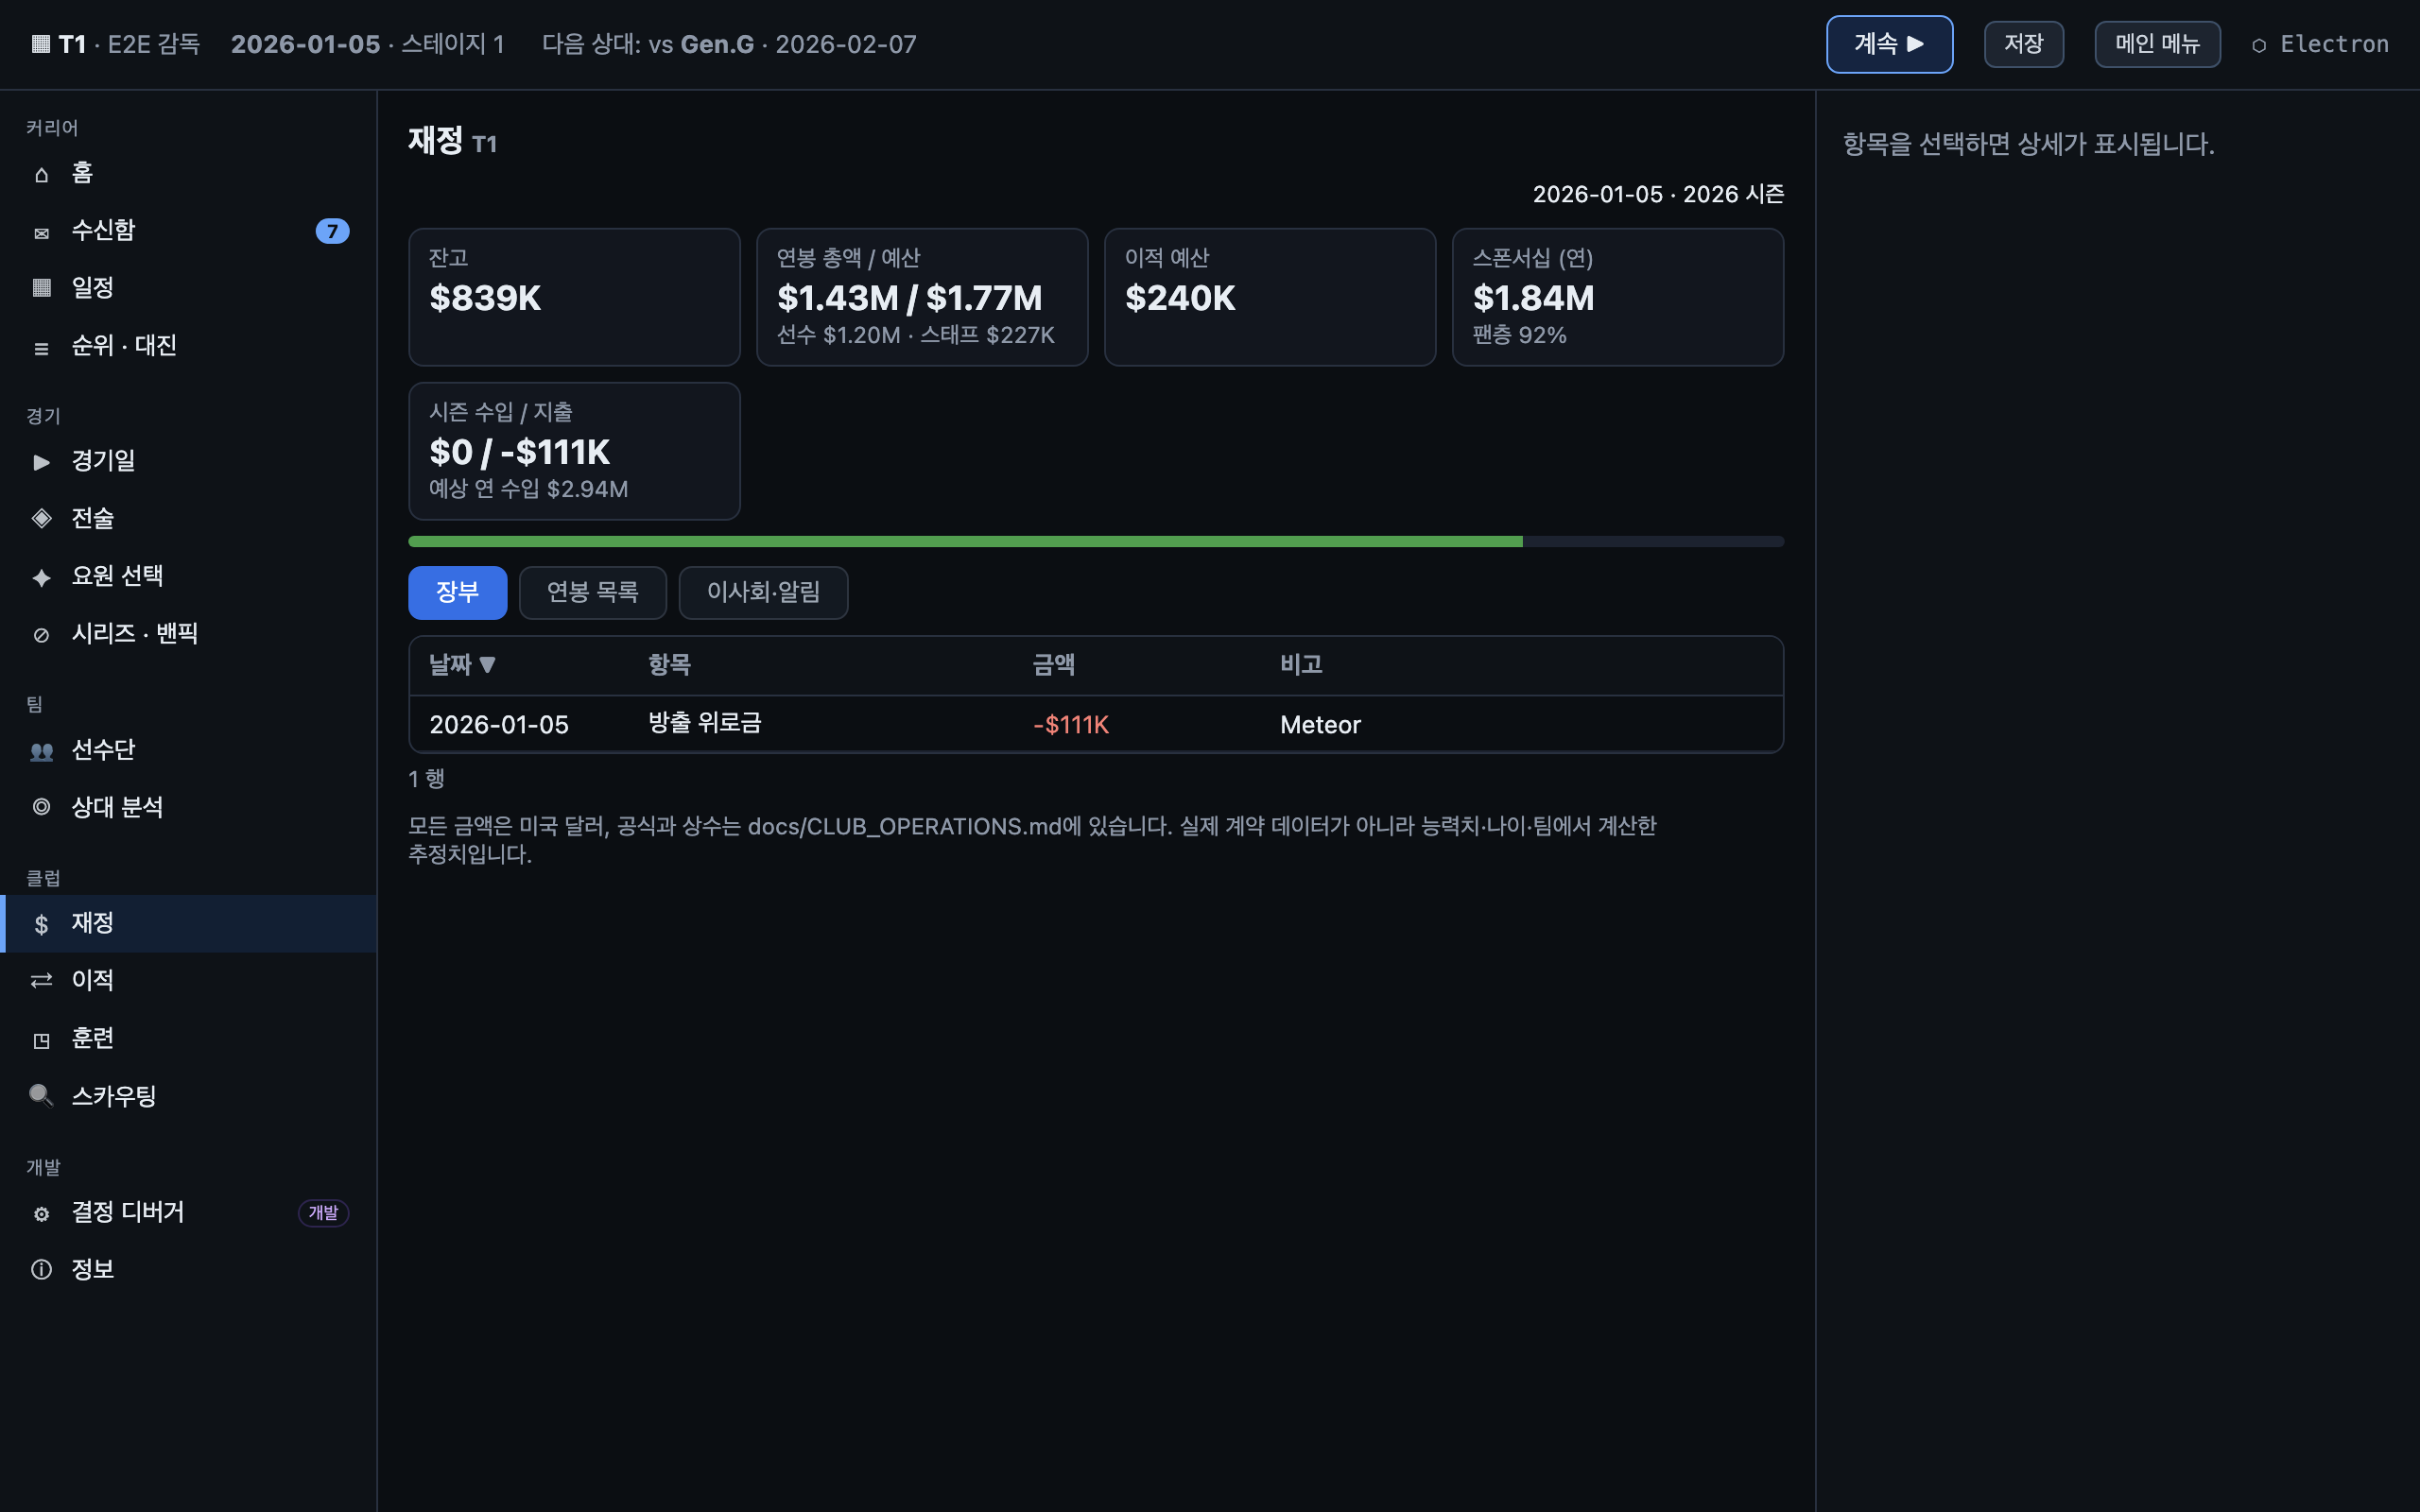 T1 · E2E 감독 2026-01-05 · 스테이지 1 다음 상대: vs Gen.G · 2026-02-07 계속 ▶ 저장 메인 메뉴 Electron
커리어
홈
수신함 7
일정
순위 · 대진
경기
경기일
전술
요원 선택
시리즈 · 밴픽
팀
선수단
상대 분석
클럽
$ 재정
이적
훈련
스카우팅
개발
결정 디버거 개발
정보
재정 T1
2026-01-05 · 2026 시즌
잔고
$839K
연봉 총액 / 예산
$1.43M / $1.77M
선수 $1.20M · 스태프 $227K
이적 예산
$240K
스폰서십 (연)
$1.84M
팬층 92%
시즌 수입 / 지출
$0 / -$111K
예상 연 수입 $2.94M
장부 연봉 목록 이사회·알림
날짜 ▼ 항목 금액 비고
2026-01-05 방출 위로금 -$111K Meteor
1 행
모든 금액은 미국 달러, 공식과 상수는 docs/CLUB_OPERATIONS.md에 있습니다. 실제 계약 데이터가 아니라 능력치·나이·팀에서 계산한
추정치입니다.
항목을 선택하면 상세가 표시됩니다.